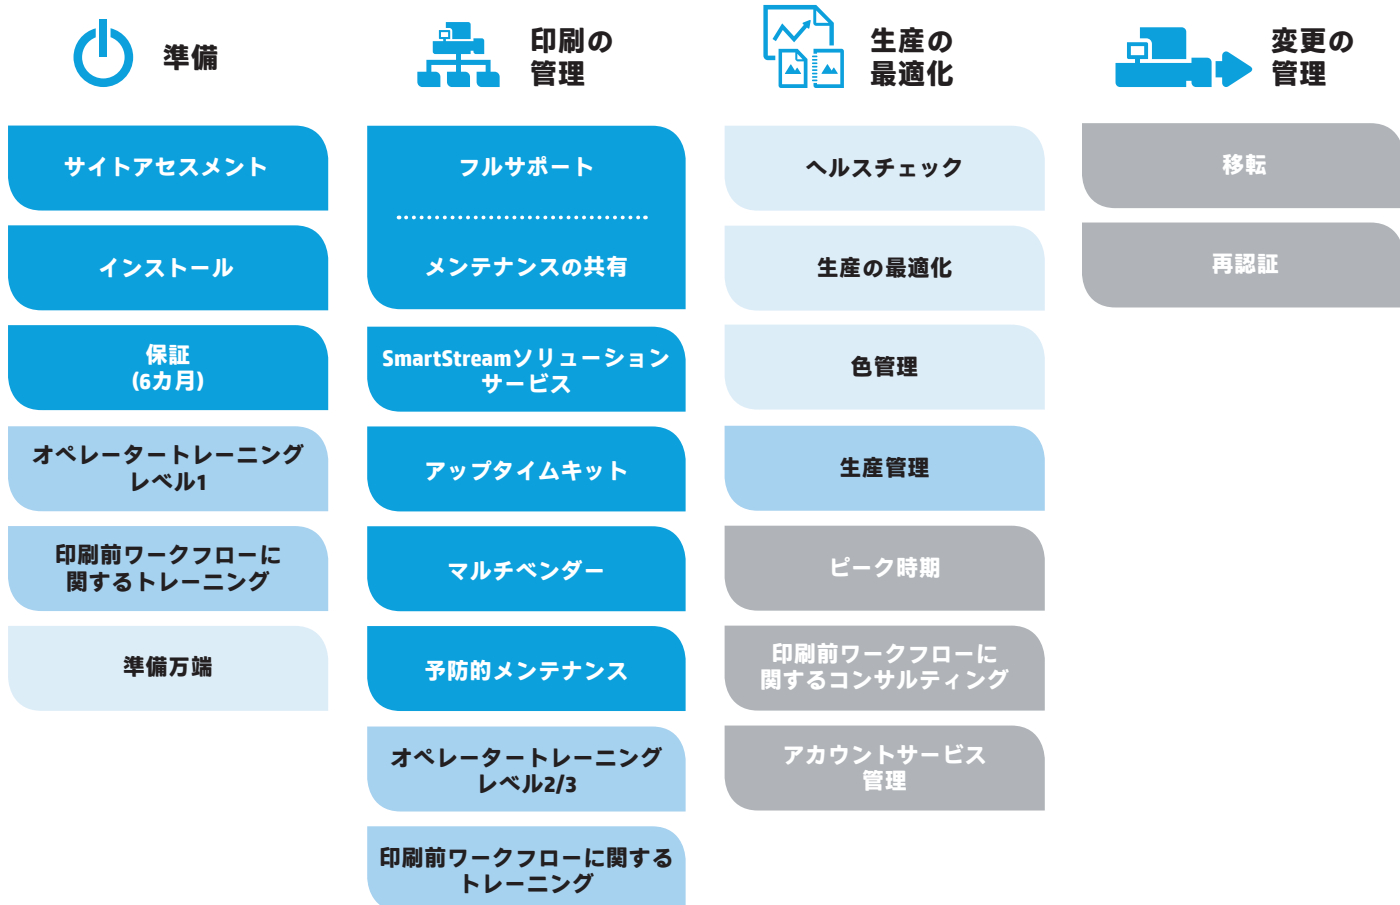 準備
サイトアセスメント
インストール
保証
(6カ月)
オペレータートレーニング
レベル1
印刷前ワークフローに
関するトレーニング
準備万端
印刷の
管理
フルサポート
メンテナンスの共有
SmartStreamソリューション
サービス
アップタイムキット
マルチベンダー
予防的メンテナンス
オペレータートレーニング
レベル2/3
印刷前ワークフローに関する
トレーニング
生産の
最適化
ヘルスチェック
生産の最適化
色管理
生産管理
ピーク時期
印刷前ワークフローに
関するコンサルティング
アカウントサービス
管理
変更の
管理
移転
再認証